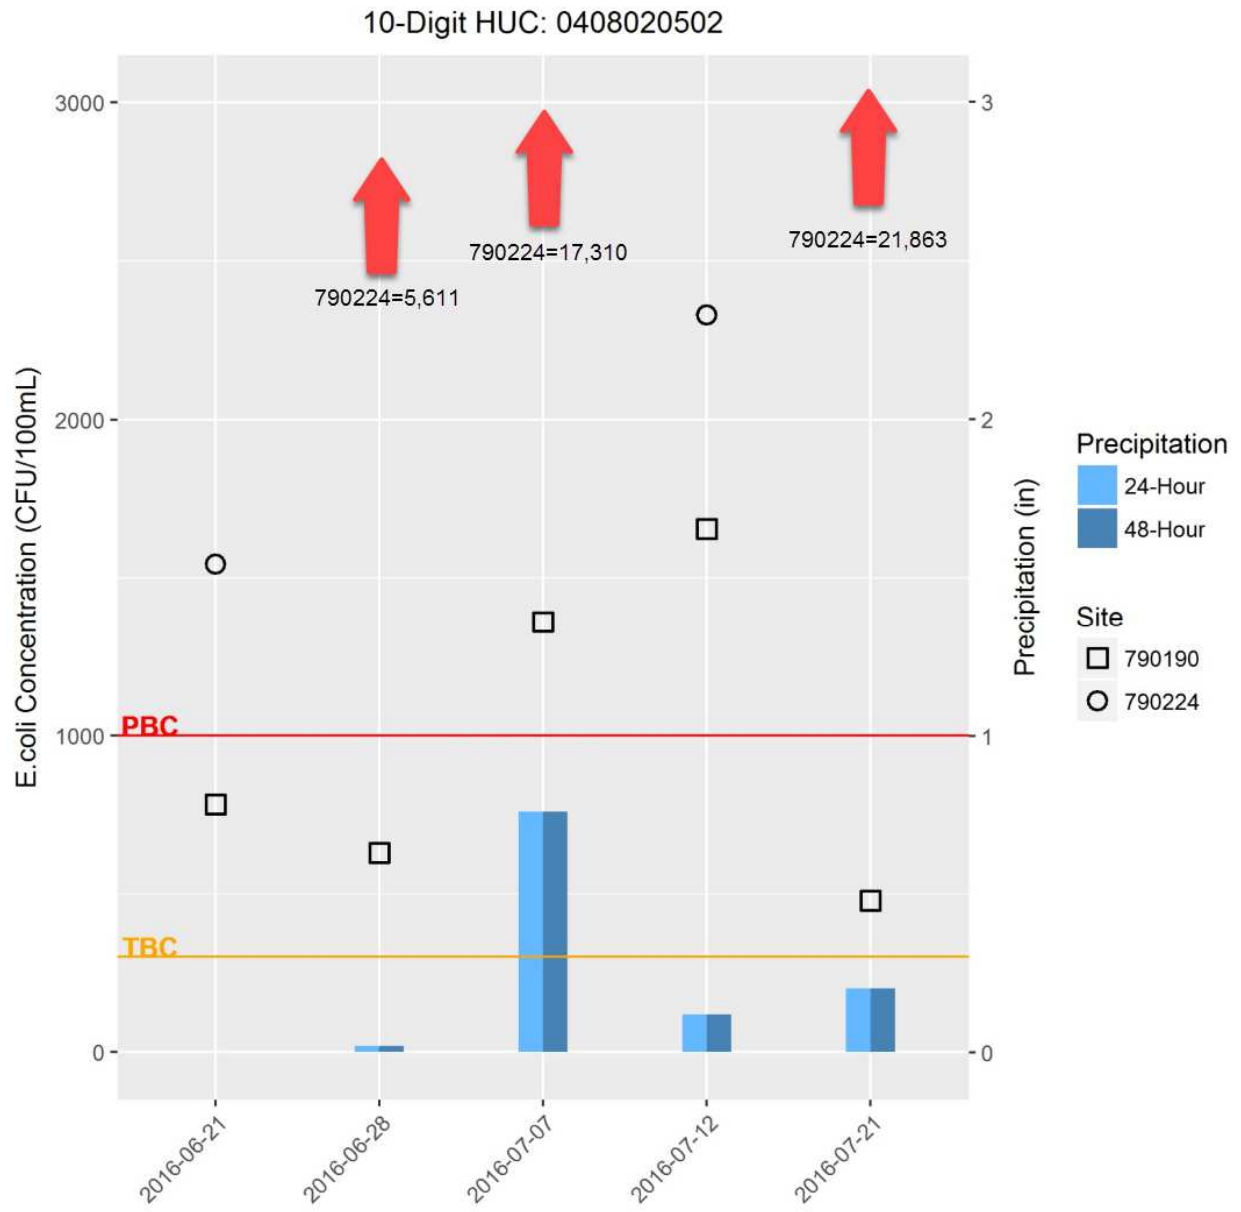 10-Digit HUC: 0408020502
3000
2000
1000
0
E.coli Concentration (CFU/100mL)
790224=5,611
790224=17,310
790224=21,863
PBC
TBC
3
2
1
0
Precipitation (in)
2016-06-21
2016-06-28
2016-07-07
2016-07-12
2016-07-21
Precipitation
24-Hour
48-Hour
Site
790190
790224